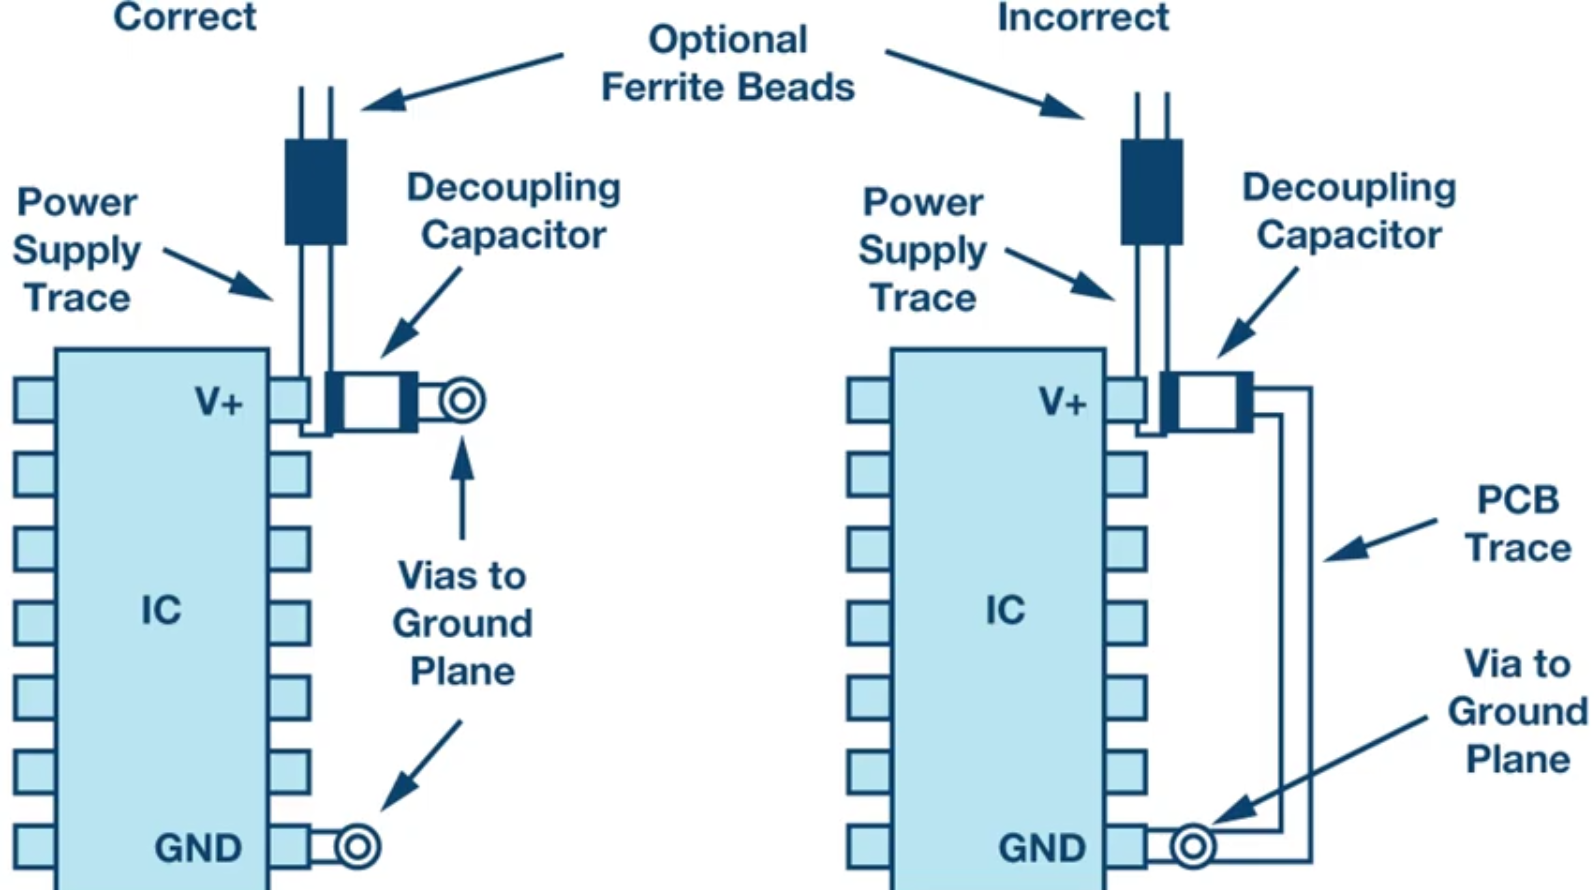 Correct
Incorrect
Optional
Ferrite Beads
Power
Supply
Trace
Decoupling
Capacitor
V+
IC
Vias to
Ground
Plane
GND
Power
Supply
Trace
Decoupling
Capacitor
V+
IC
PCB
Trace
Via to
Ground
Plane
GND